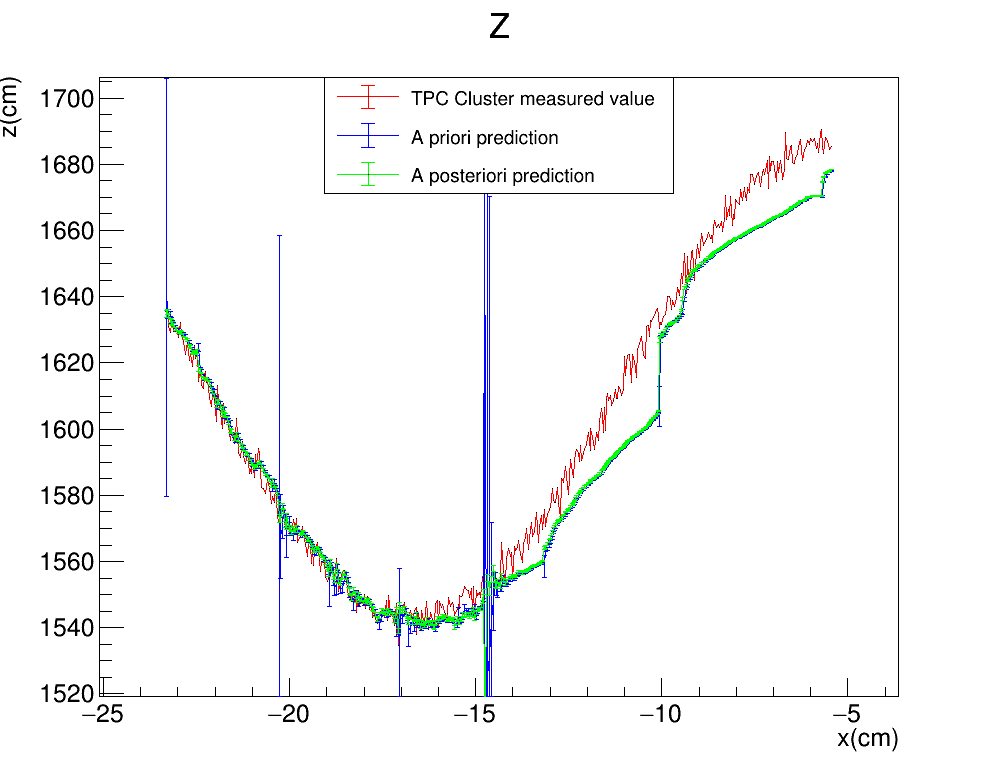 Z
z(cm)
TPC Cluster measured value
A priori prediction
A posteriori prediction
1700
1680
1660
1640
1620
1600
1580
1560
1540
1520
−25 −20 −15 −10 −5
x(cm)